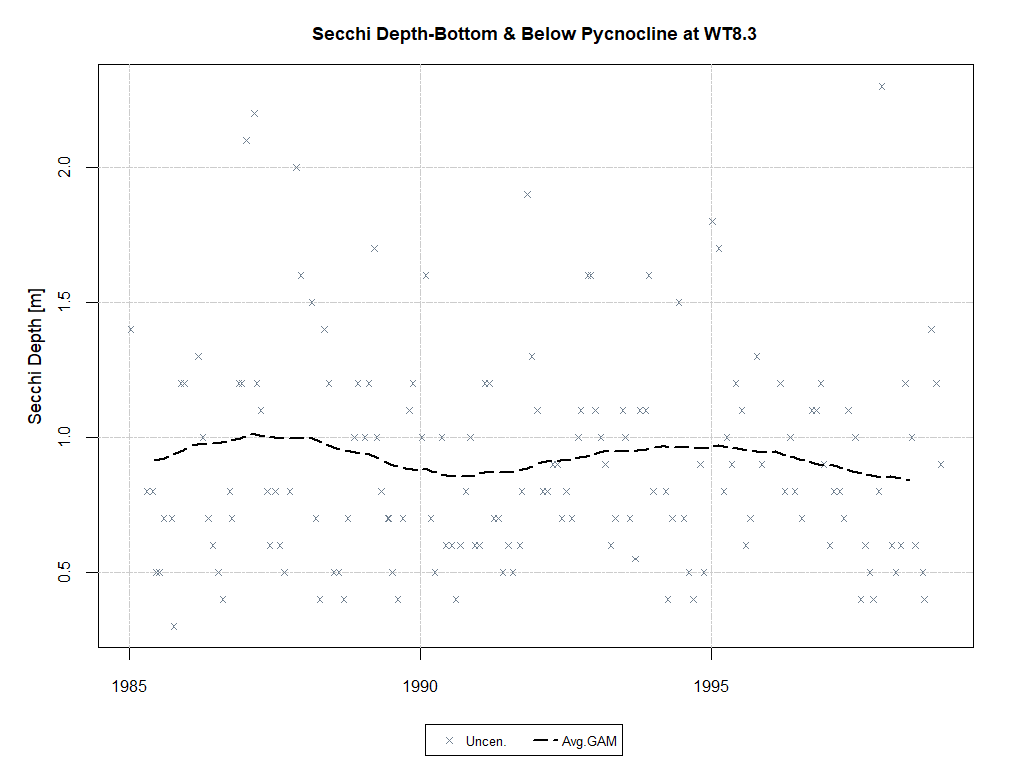 Secchi Depth-Bottom & Below Pycnocline at WT8.3
Secchi Depth [m]
2.0
1.5
1.0
0.5
1985 1990 1995
Uncen. Avg.GAM